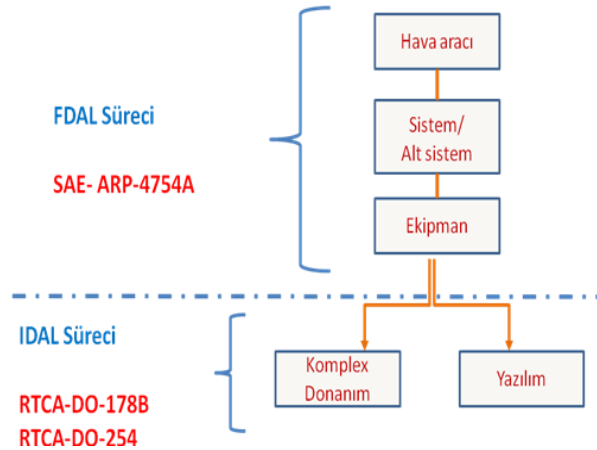 Hava aracı
FDAL Süreci
Sistem/
Alt sistem
SAE- ARP-4754A
Ekipman
IDAL Süreci
Komplex
Donanım
Yazılım
RTCA-DO-178B
RTCA-DO-254